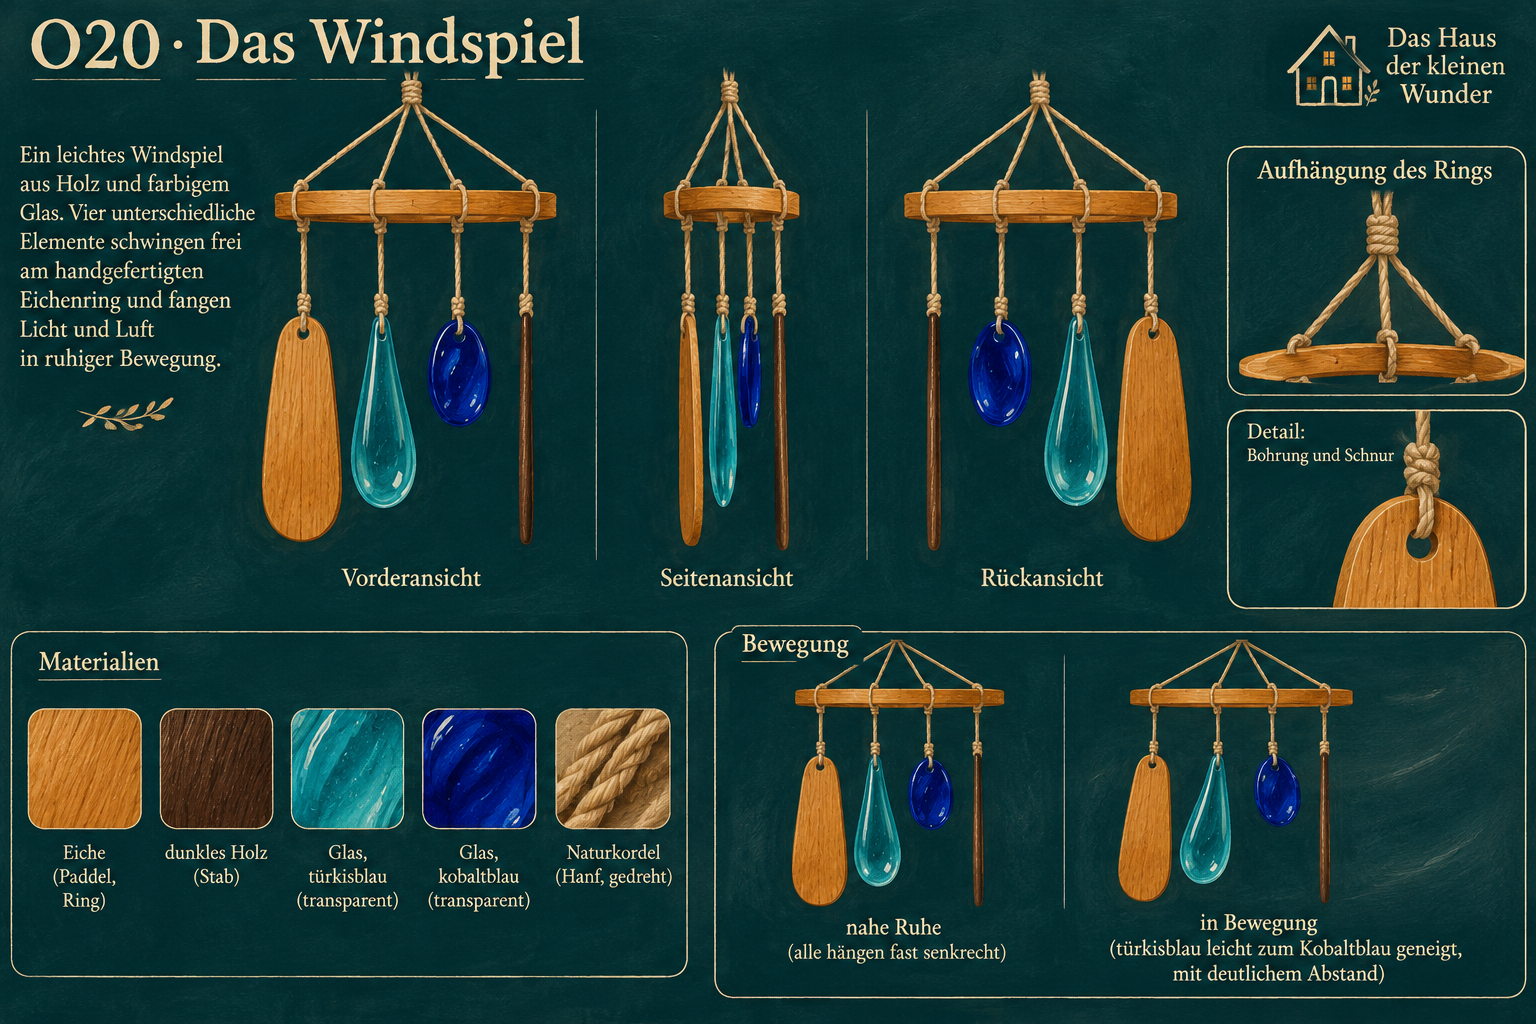 O20 · Das Windspiel
Das Haus
der kleinen
Wunder
Ein leichtes Windspiel
aus Holz und farbigem
Glas. Vier unterschiedliche
Elemente schwingen frei
am handgefertigten
Eichenring und fangen
Licht und Luft
in ruhiger Bewegung.
Vorderansicht
Seitenansicht
Rückansicht
Aufhängung des Rings
Detail:
Bohrung und Schnur
Materialien
Eiche
(Paddel,
Ring)
dunkles Holz
(Stab)
Glas,
türkisblau
(transparent)
Glas,
kobaltblau
(transparent)
Naturkordel
(Hanf, gedreht)
Bewegung
nahe Ruhe
(alle hängen fast senkrecht)
in Bewegung
(türkisblau leicht zum Kobaltblau geneigt,
mit deutlichem Abstand)